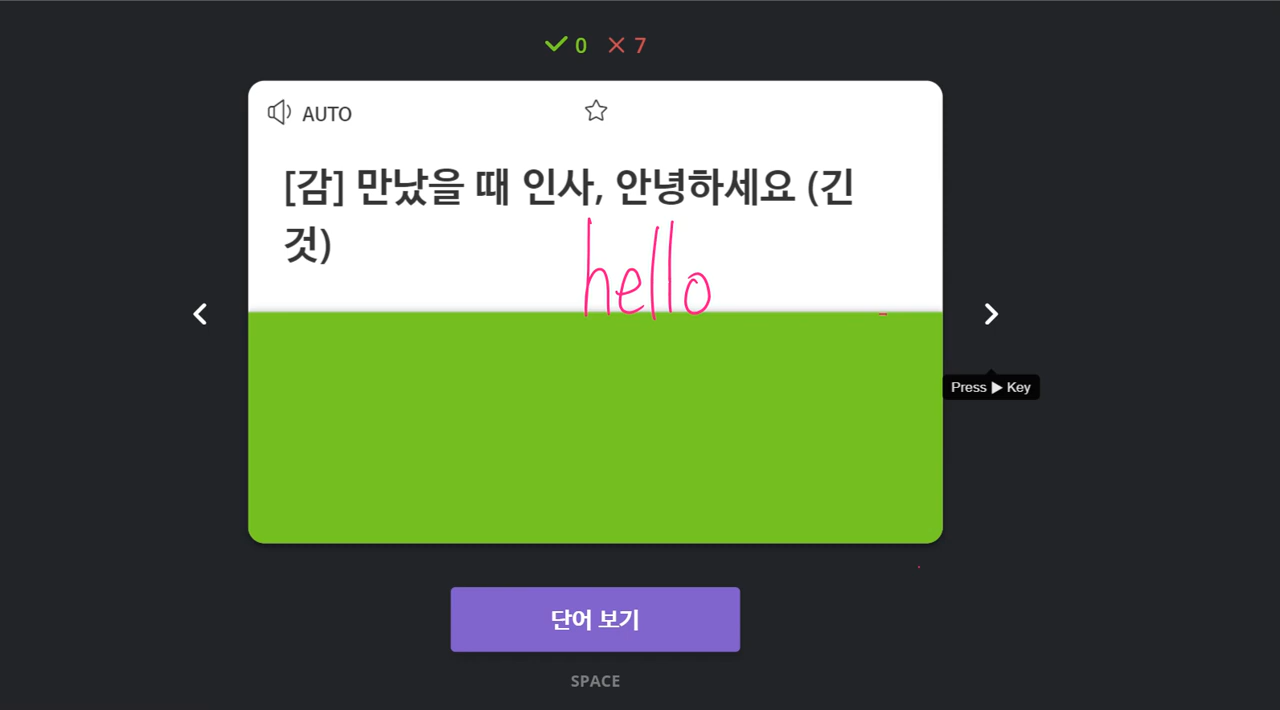 0 7
AUTO
[감] 만났을 때 인사, 안녕하세요 (긴
것)
hello
Press ▶ Key
단어 보기
SPACE